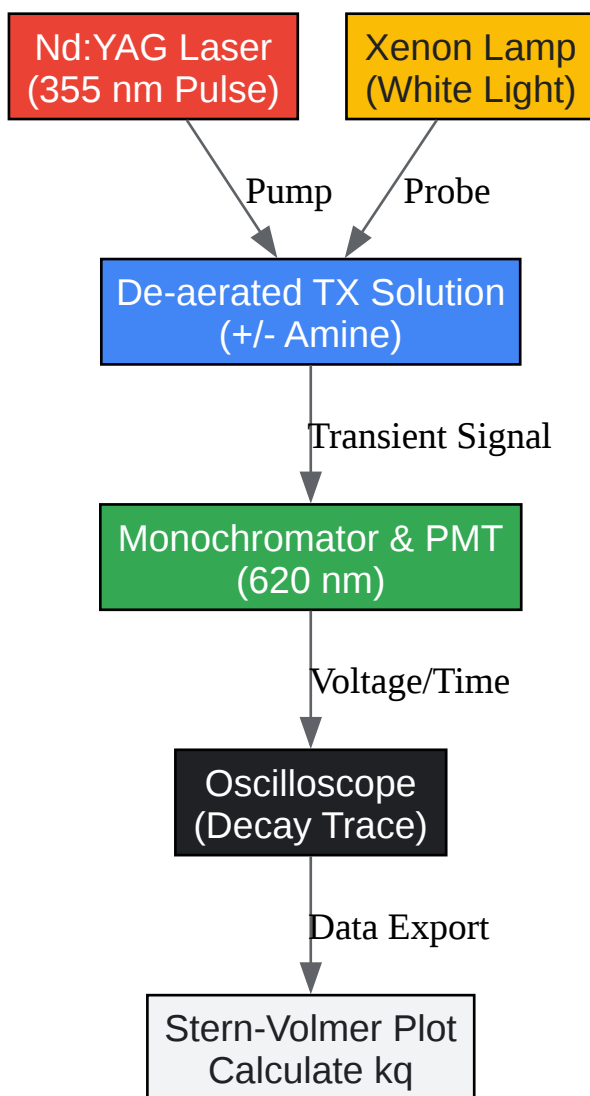 Nd:YAG Laser
(355 nm Pulse)
Xenon Lamp
(White Light)
Pump
Probe
De-aerated TX Solution
(+/- Amine)
Transient Signal
Monochromator & PMT
(620 nm)
Voltage/Time
Oscilloscope
(Decay Trace)
Data Export
Stern-Volmer Plot
Calculate kq